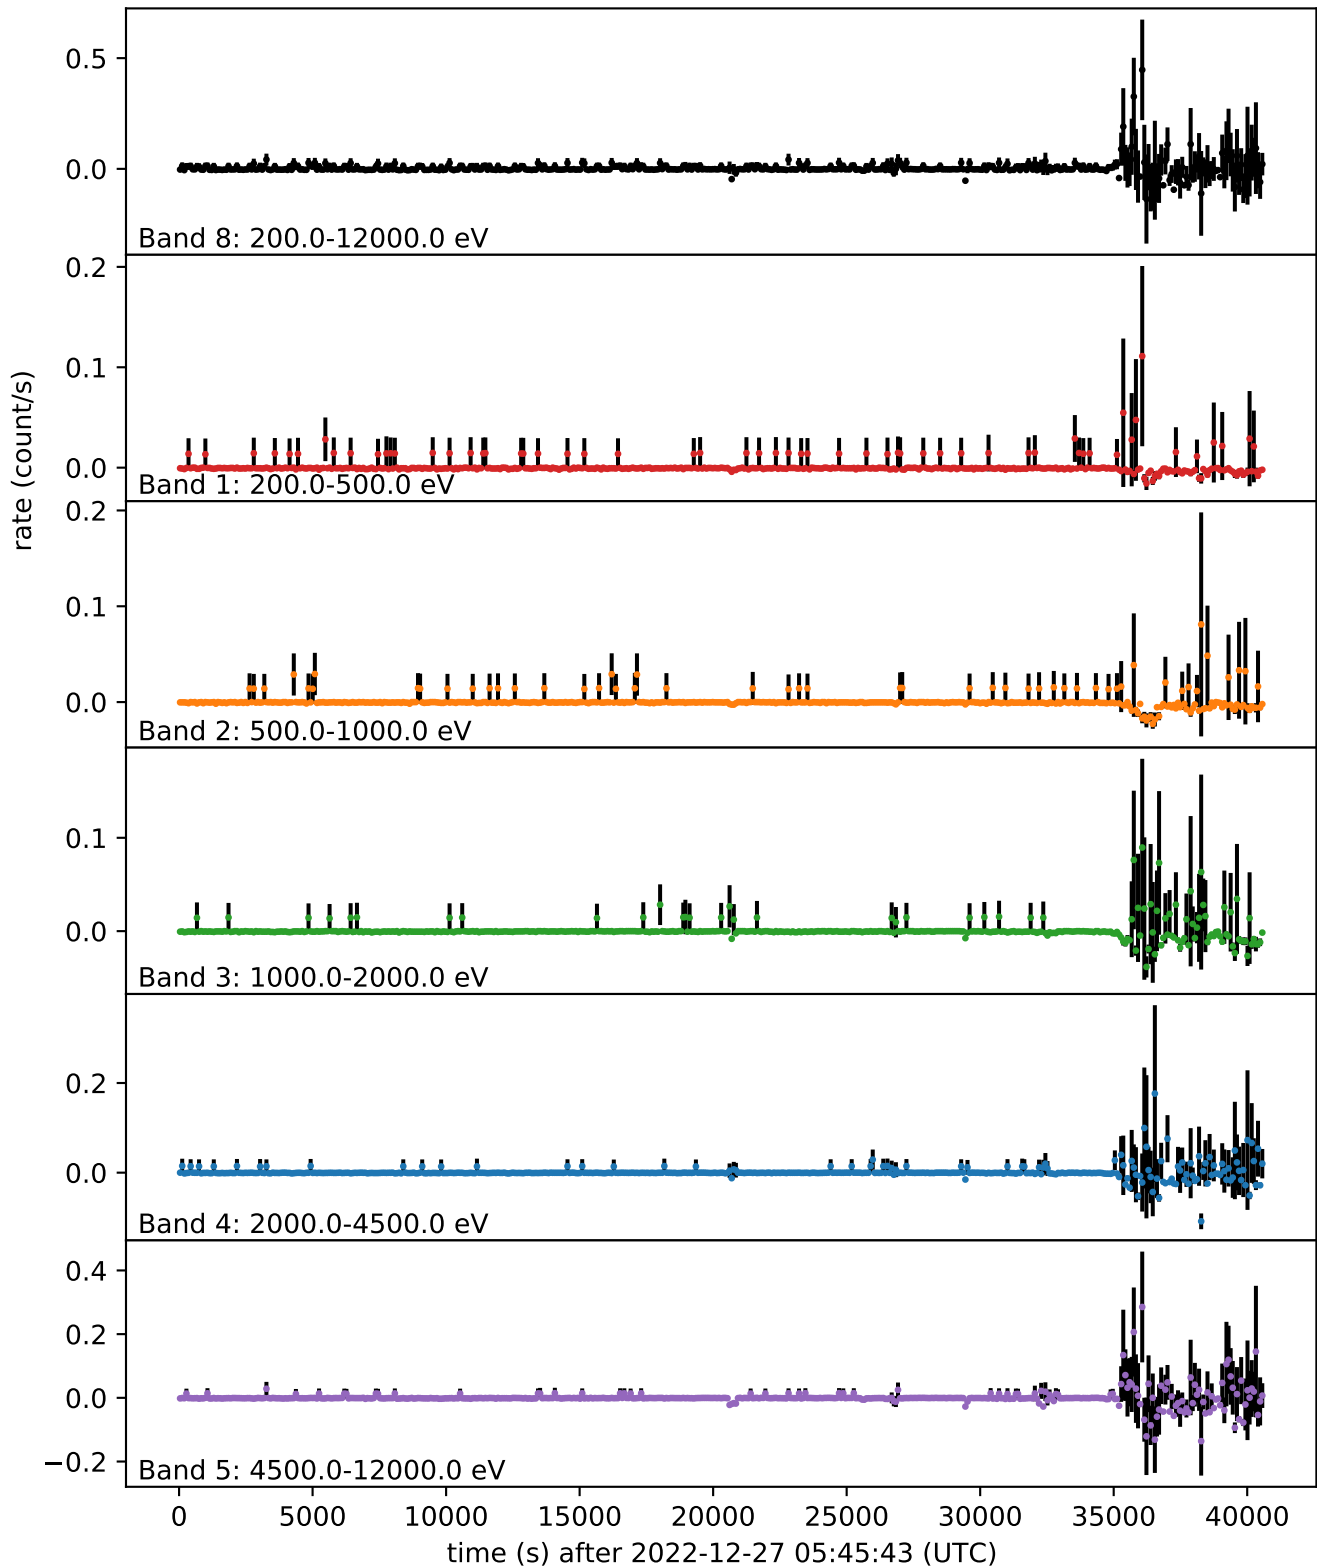 0.5
0.0
Band 8: 200.0-12000.0 eV
0.2
0.1
0.0
Band 1: 200.0-500.0 eV
rate (count/s)
0.2
0.1
0.0
Band 2: 500.0-1000.0 eV
0.1
0.0
Band 3: 1000.0-2000.0 eV
0.2
0.0
Band 4: 2000.0-4500.0 eV
0.4
0.2
0.0
−0.2
Band 5: 4500.0-12000.0 eV
0 5000 10000 15000 20000 25000 30000 35000 40000
time (s) after 2022-12-27 05:45:43 (UTC)